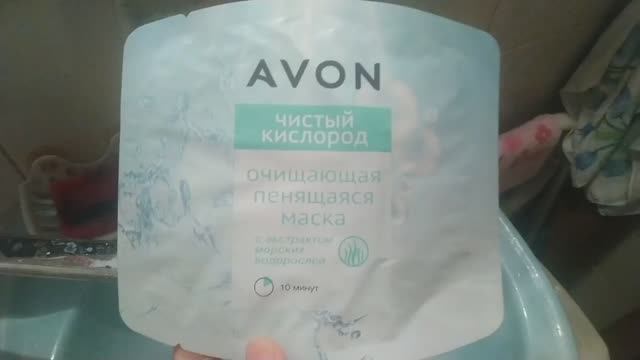 AVON
ЧИСТЫЙ
КИСЛОРОД
ОЧИЩАЮЩАЯ
ПЕНЯЩАЯСЯ
МАСКА
С ЭКСТРАКТОМ
МОРСКИХ
ВОДОРОСЛЕЙ
10 МИНУТ